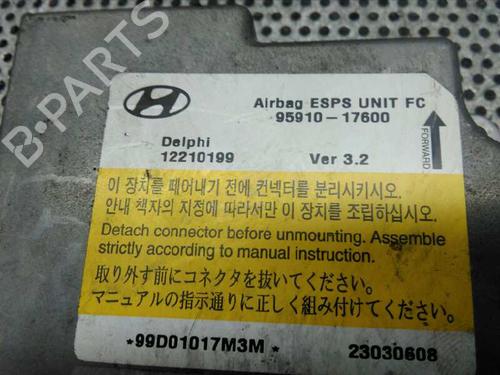 Airbag ESPS UNIT FC
95910-17600
Delphi
12210199 Ver 3.2
FORWARD
이 장치를 떼어내기 전에 컨넥터를 분리시키시오.
안내 책자의 지정에 따라서만 이 장치를 조립하십시오.
Detach connector before unmounting. Assemble
strictly according to manual instruction.
取り外す前にコネクタを抜いてください。
マニュアルの指示通りに正しく組み付けてください。
*99D01017M3M* 23030608
B-PARTS